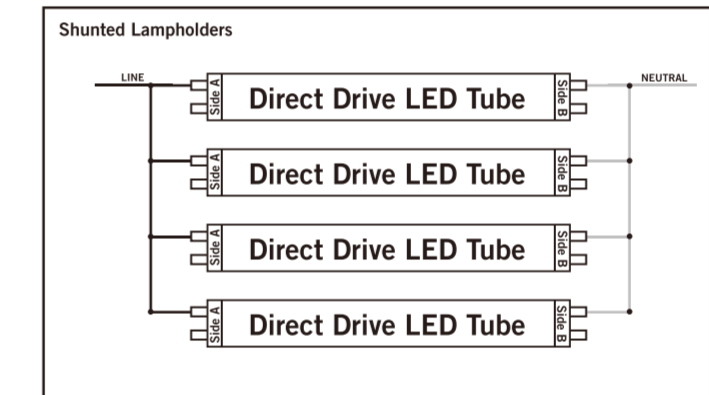 Shunted Lampholders
LINE
NEUTRAL
Side A
Direct Drive LED Tube
Side B
Side A
Direct Drive LED Tube
Side B
Side A
Direct Drive LED Tube
Side B
Side A
Direct Drive LED Tube
Side B